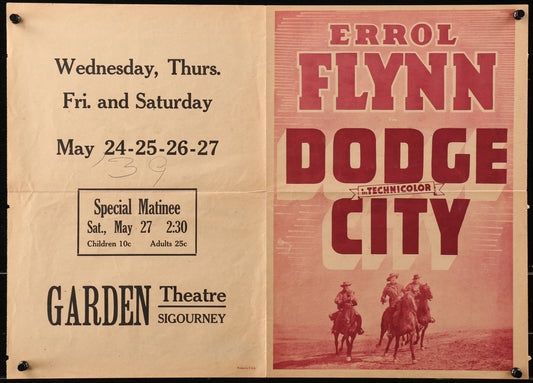 Wednesday, Thurs.
Fri. and Saturday
May 24-25-26-27
39
Special Matinee
Sat., May 27 2:30
Children 10c Adults 25c
GARDEN Theatre
SIGOURNEY
ERROL
FLYNN
DODGE
in TECHNICOLOR
CITY